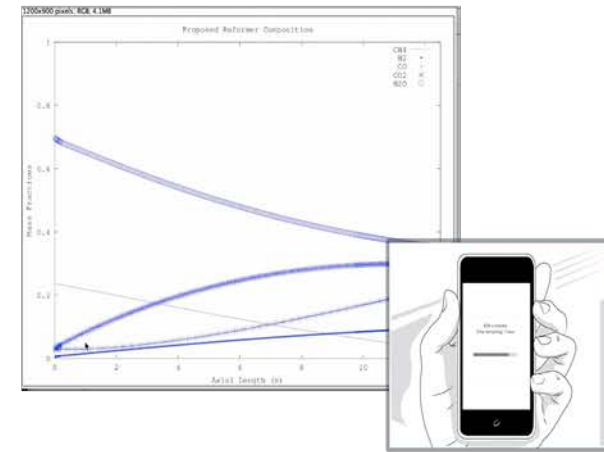 1200x900 pixels; RGB; 4.1MB
Proposed Reformer Composition
CH4
H2
CO
CO2
H2O
Mass Fractions
1
0.8
0.6
0.4
0.2
0
0
2
4
6
8
10
Axial length (m)